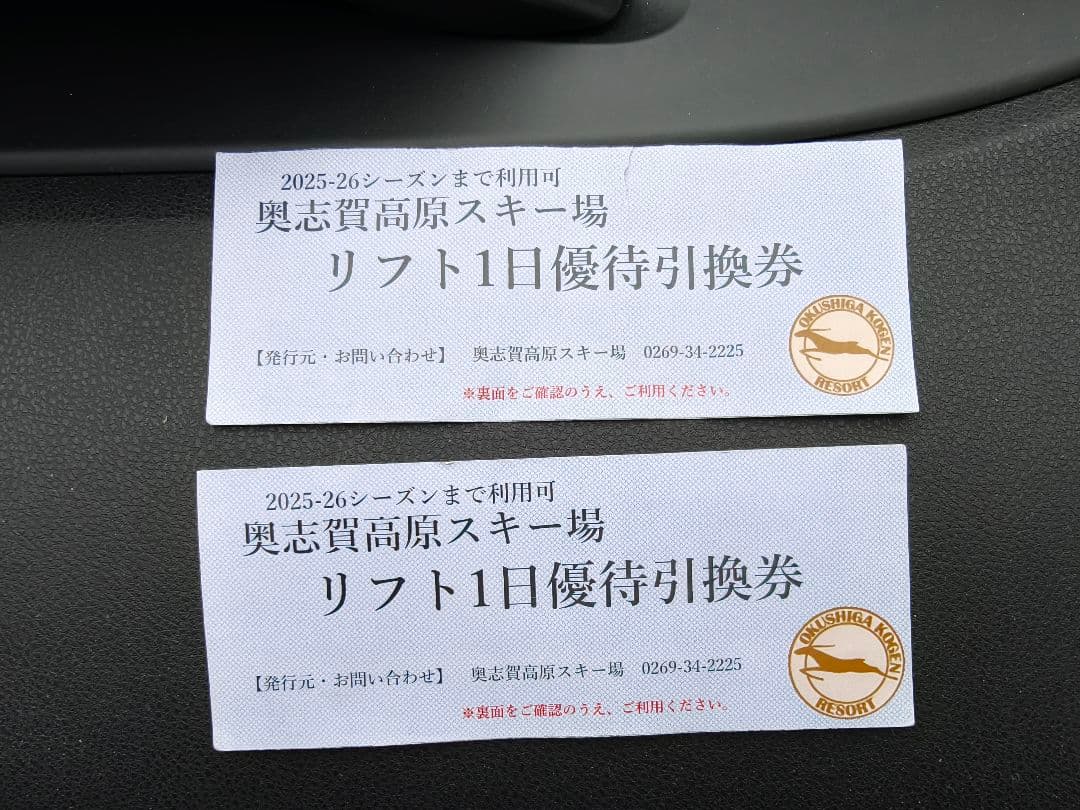 2025-26シーズンまで利用可
奥志賀高原スキー場
リフト1日優待引換券
【発行元・お問い合わせ】 奥志賀高原スキー場 0269-34-2225
※裏面をご確認のうえ、ご利用ください。
OKUSHIGA KOGEN
RESORT
2025-26シーズンまで利用可
奥志賀高原スキー場
リフト1日優待引換券
【発行元・お問い合わせ】 奥志賀高原スキー場 0269-34-2225
※裏面をご確認のうえ、ご利用ください。
OKUSHIGA KOGEN
RESORT